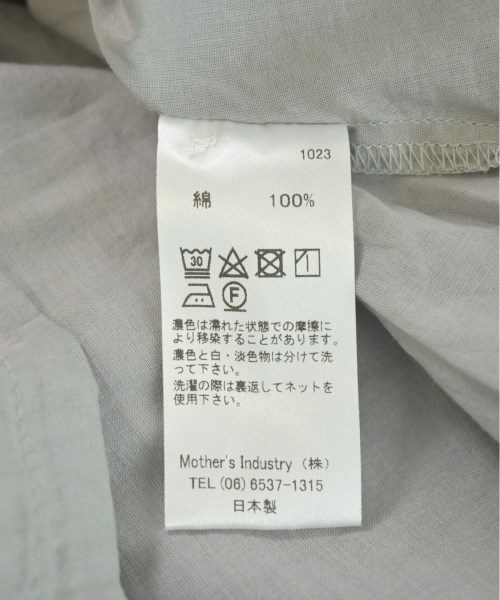 1023
綿 100%
30
F
濃色は濡れた状態での摩擦に
より移染することがあります。
濃色と白・淡色物は分けて洗
って下さい。
洗濯の際は裏返してネットを
使用下さい。
Mother's Industry (株)
TEL (06) 6537-1315
日本製